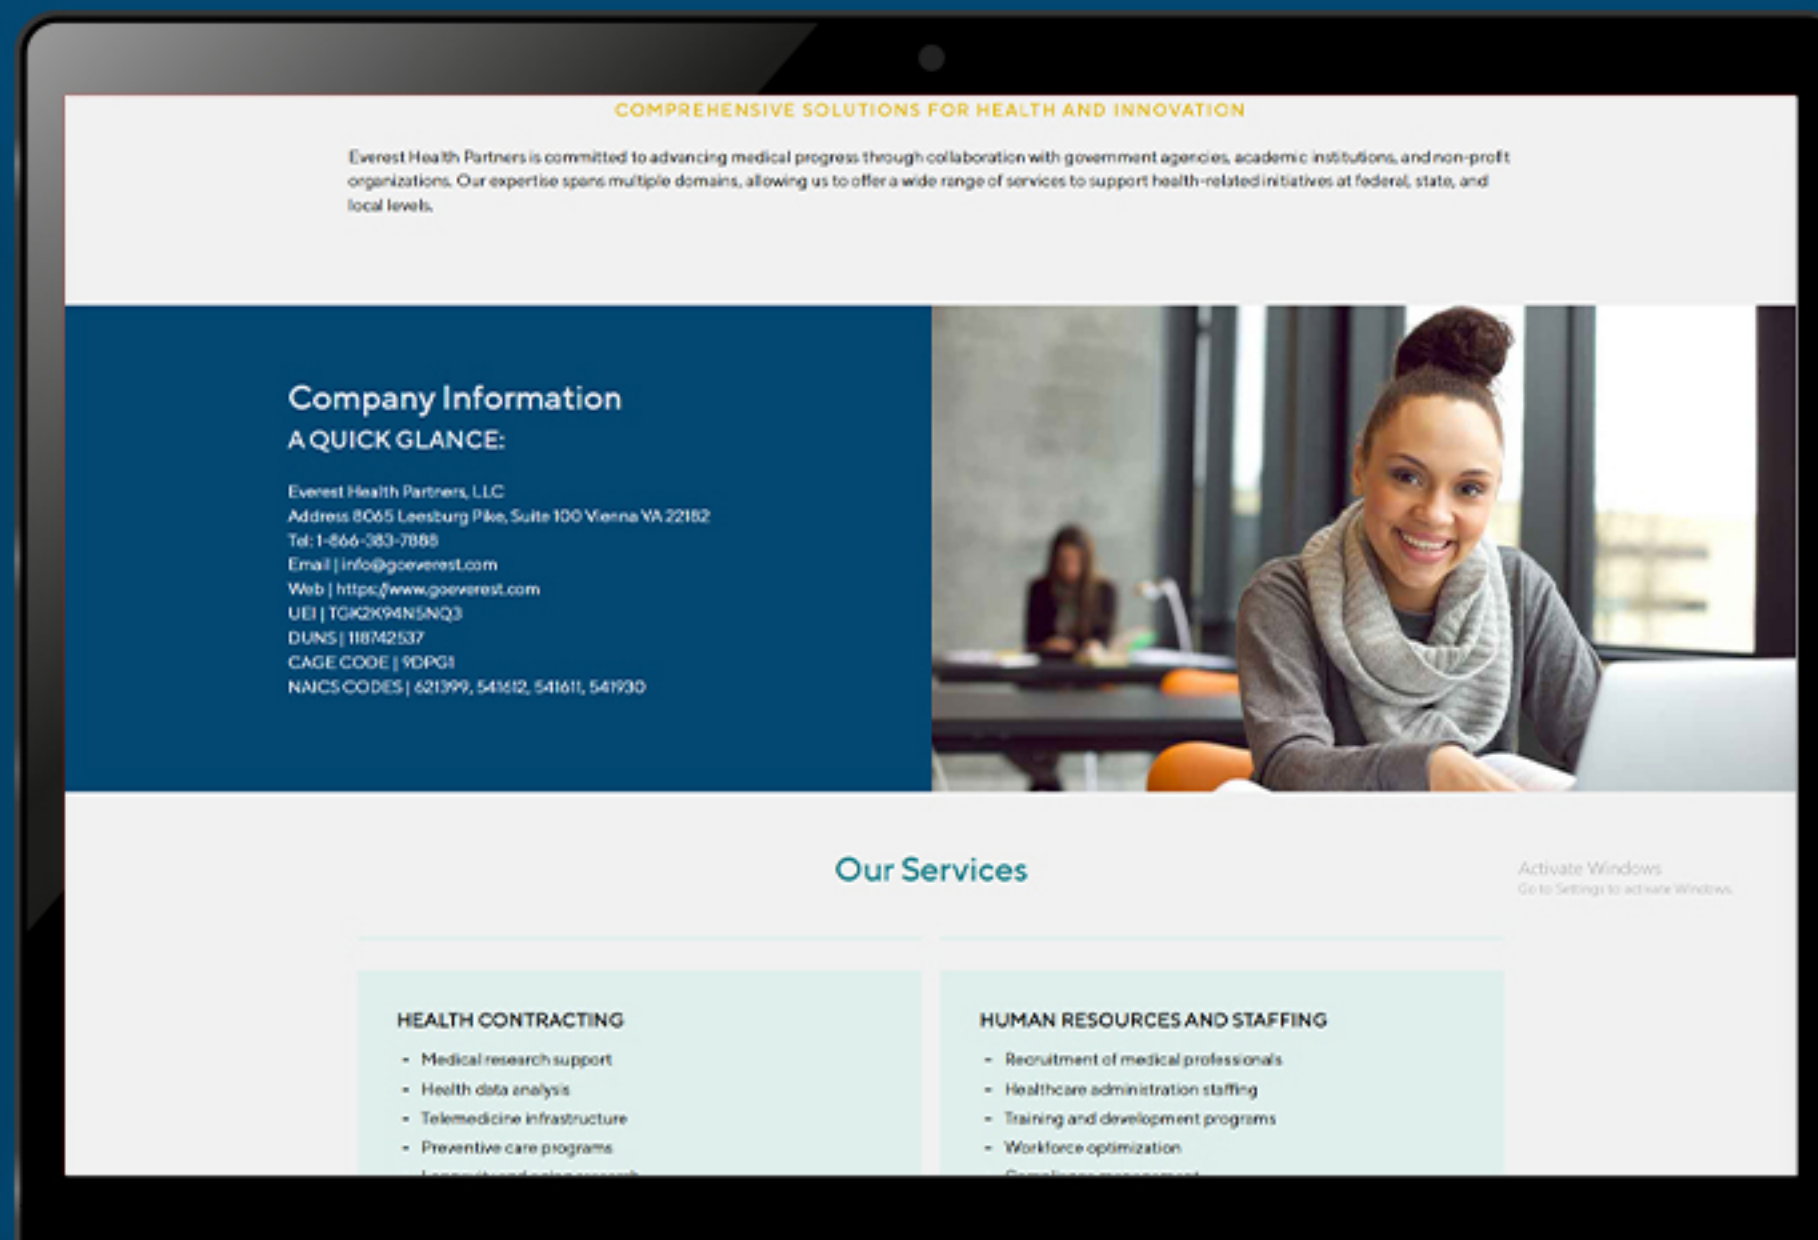 COMPREHENSIVE SOLUTIONS FOR HEALTH AND INNOVATION
Everest Health Partners is committed to advancing medical progress through collaboration with government agencies, academic institutions, and non-profit
organizations. Our expertise spans multiple domains, allowing us to offer a wide range of services to support health-related initiatives at federal, state, and
local levels.
Company Information
A QUICK GLANCE:
Everest Health Partners, LLC
Address 8065 Leesburg Pike, Suite 100 Vienna VA 22182
Tel: 1-866-383-7888
Email | info@goeverest.com
Web | https://www.goeverest.com
UEI | TGK2K94N5NQ3
DUNS | 118742537
CAGE CODE | 9DPG1
NAICS CODES | 621399, 541612, 541611, 541930
Our Services
Activate Windows
Go to Settings to activate Windows.
HEALTH CONTRACTING
- Medical research support
- Health data analysis
- Telemedicine infrastructure
- Preventive care programs
HUMAN RESOURCES AND STAFFING
- Recruitment of medical professionals
- Healthcare administration staffing
- Training and development programs
- Workforce optimization